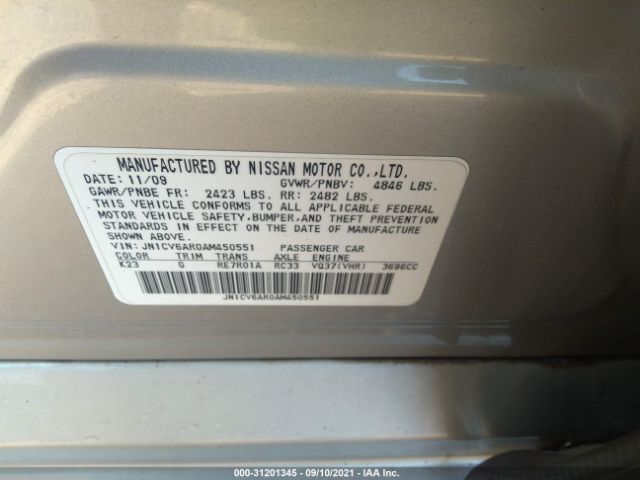 MANUFACTURED BY NISSAN MOTOR CO.,LTD.
DATE: 11/09 GVWR/PNBV: 4846 LBS.
GAWR/PNBE FR: 2423 LBS. RR: 2482 LBS.
THIS VEHICLE CONFORMS TO ALL APPLICABLE FEDERAL
MOTOR VEHICLE SAFETY, BUMPER, AND THEFT PREVENTION
STANDARDS IN EFFECT ON THE DATE OF MANUFACTURE
SHOWN ABOVE.
VIN: JN1CV6AR0AM450551 PASSENGER CAR
COLOR TRIM TRANS AXLE ENGINE
K23 G RE7R01A RC33 VQ37(VHR) 3696CC
JN1CV6AR0AM450551
000-31201345 - 09/10/2021 - IAA Inc.